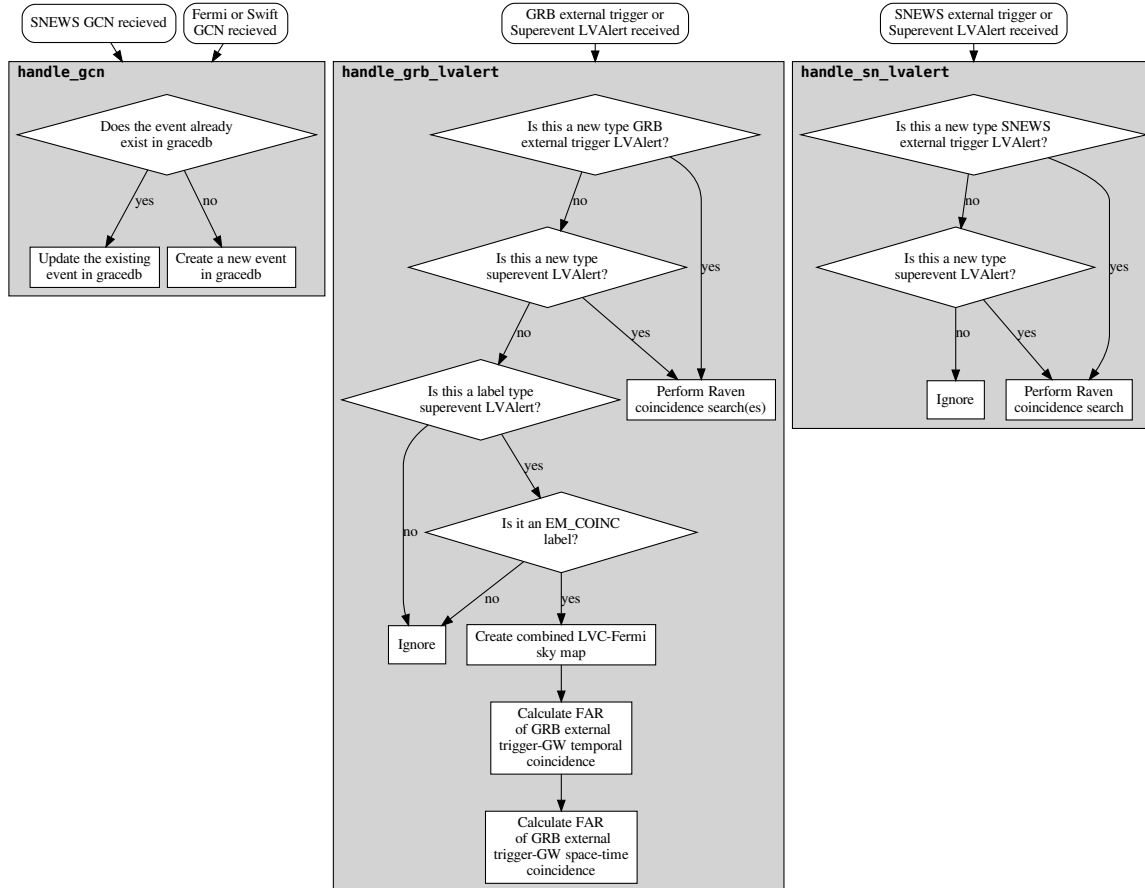 SNEWS GCN recieved
Fermi or Swift
GCN recieved
handle_gcn
Does the event already
exist in gracedb
yes
no
Update the existing
event in gracedb
Create a new event
in gracedb
GRB external trigger or
Superevent LVAlert received
handle_grb_lvalert
Is this a new type GRB
external trigger LVAlert?
no
yes
Is this a new type
superevent LVAlert?
no
yes
Is this a label type
superevent LVAlert?
Perform Raven
coincidence search(es)
yes
no
Is it an EM_COINC
label?
no
yes
Ignore
Create combined LVC-Fermi
sky map
Calculate FAR
of GRB external
trigger-GW temporal
coincidence
Calculate FAR
of GRB external
trigger-GW space-time
coincidence
SNEWS external trigger or
Superevent LVAlert received
handle_sn_lvalert
Is this a new type SNEWS
external trigger LVAlert?
no
yes
Is this a new type
superevent LVAlert?
no
yes
Ignore
Perform Raven
coincidence search